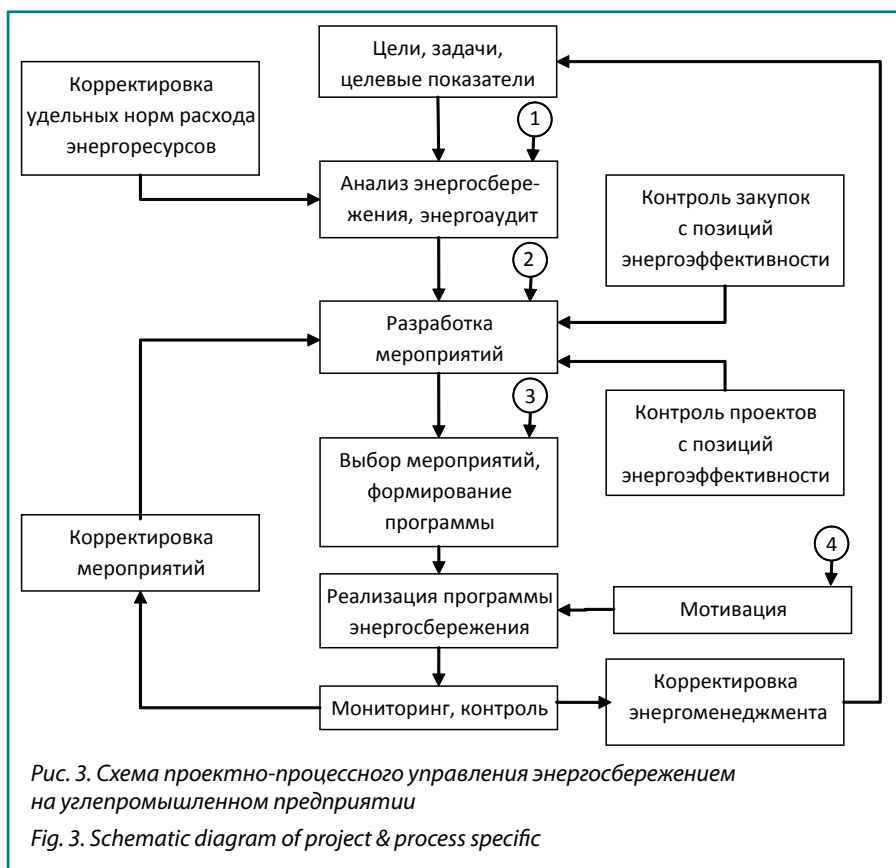 Цели, задачи,
целевые показатели
Корректировка
удельных норм расхода
энергоресурсов
1
Анализ энергосбере-
жения, энергоаудит
Контроль закупок
с позиций
энергоэффективности
2
Разработка
мероприятий
3
Контроль проектов
с позиций
энергоэффективности
Выбор мероприятий,
формирование
программы
Корректировка
мероприятий
4
Реализация программы
энергосбережения
Мотивация
Мониторинг, контроль
Корректировка
энергоменеджмента
Рис. 3. Схема проектно-процессного управления энергосбережением
на углепромышленном предприятии
Fig. 3. Schematic diagram of project & process specific